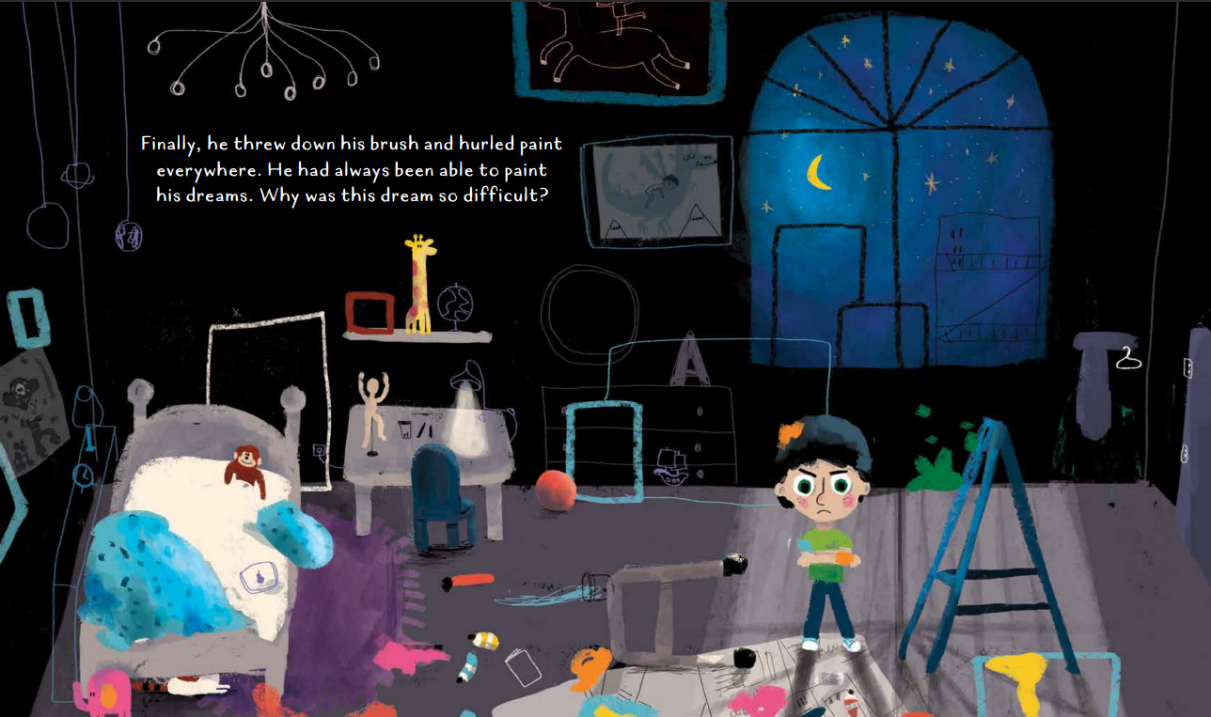 Finally, he threw down his brush and hurled paint
everywhere. He had always been able to paint
his dreams. Why was this dream so difficult?
A